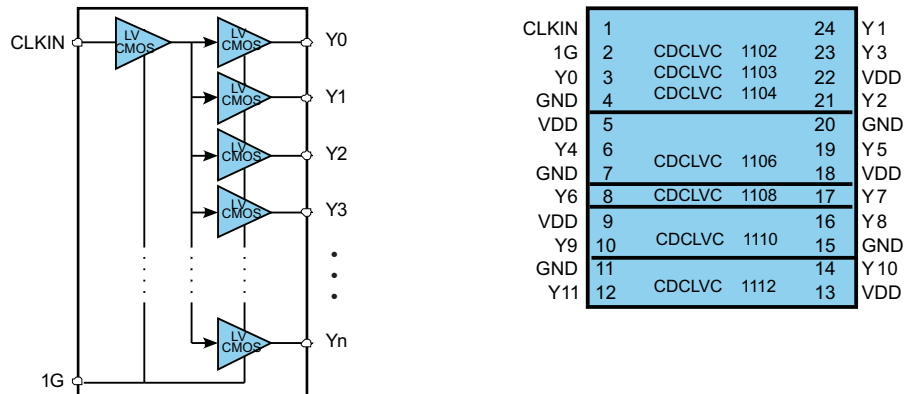 LV
CMOS
LV
CMOS
CLKIN
Y0
LV
CMOS
Y1
LV
CMOS
Y2
LV
CMOS
Y3
LV
CMOS
Yn
1G
CLKIN 1 24 Y1
1G 2 CDCLVC 1102 23 Y3
Y0 3 CDCLVC 1103 22 VDD
GND 4 CDCLVC 1104 21 Y2
VDD 5 20 GND
Y4 6 19 Y5
CDCLVC 1106
GND 7 18 VDD
Y6 8 CDCLVC 1108 17 Y7
VDD 9 16 Y8
CDCLVC 1110
Y9 10 15 GND
GND 11 14 Y10
Y11 12 CDCLVC 1112 13 VDD